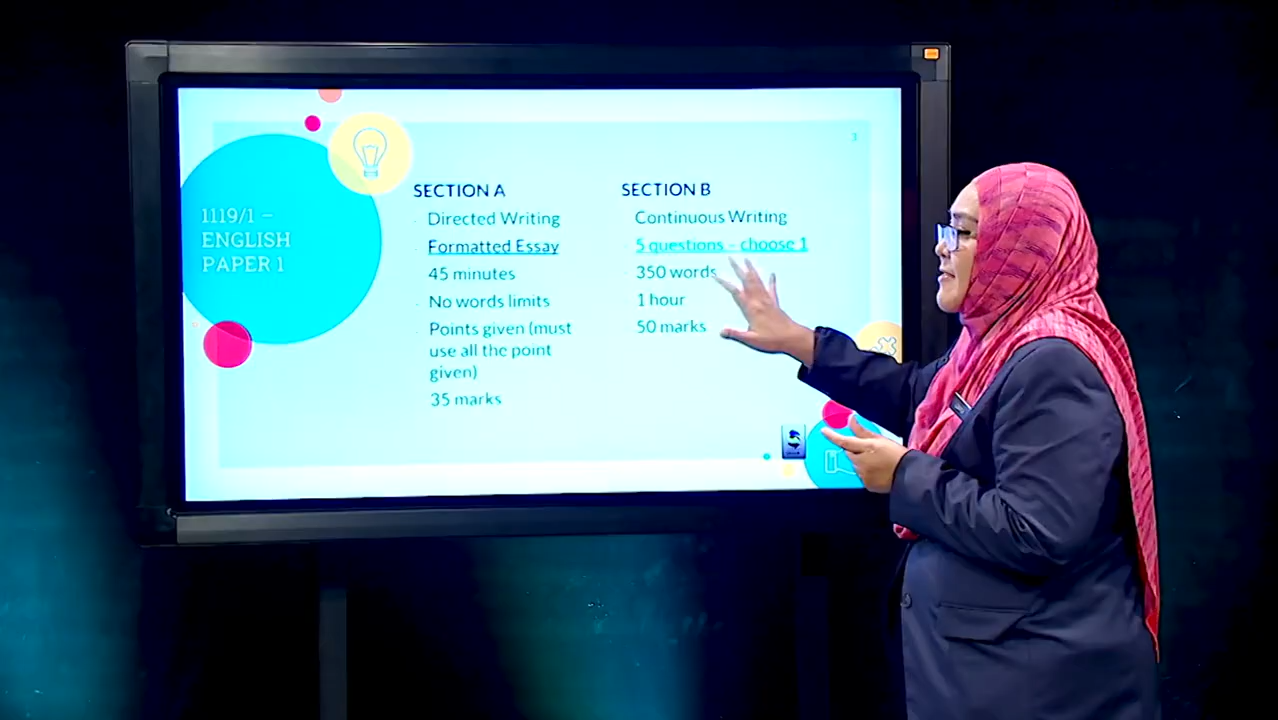 3
1119/1 –
ENGLISH
PAPER 1
SECTION A
Directed Writing
Formatted Essay
45 minutes
No words limits
Points given (must
use all the point
given)
35 marks
SECTION B
Continuous Writing
5 questions – choose 1
350 words
1 hour
50 marks